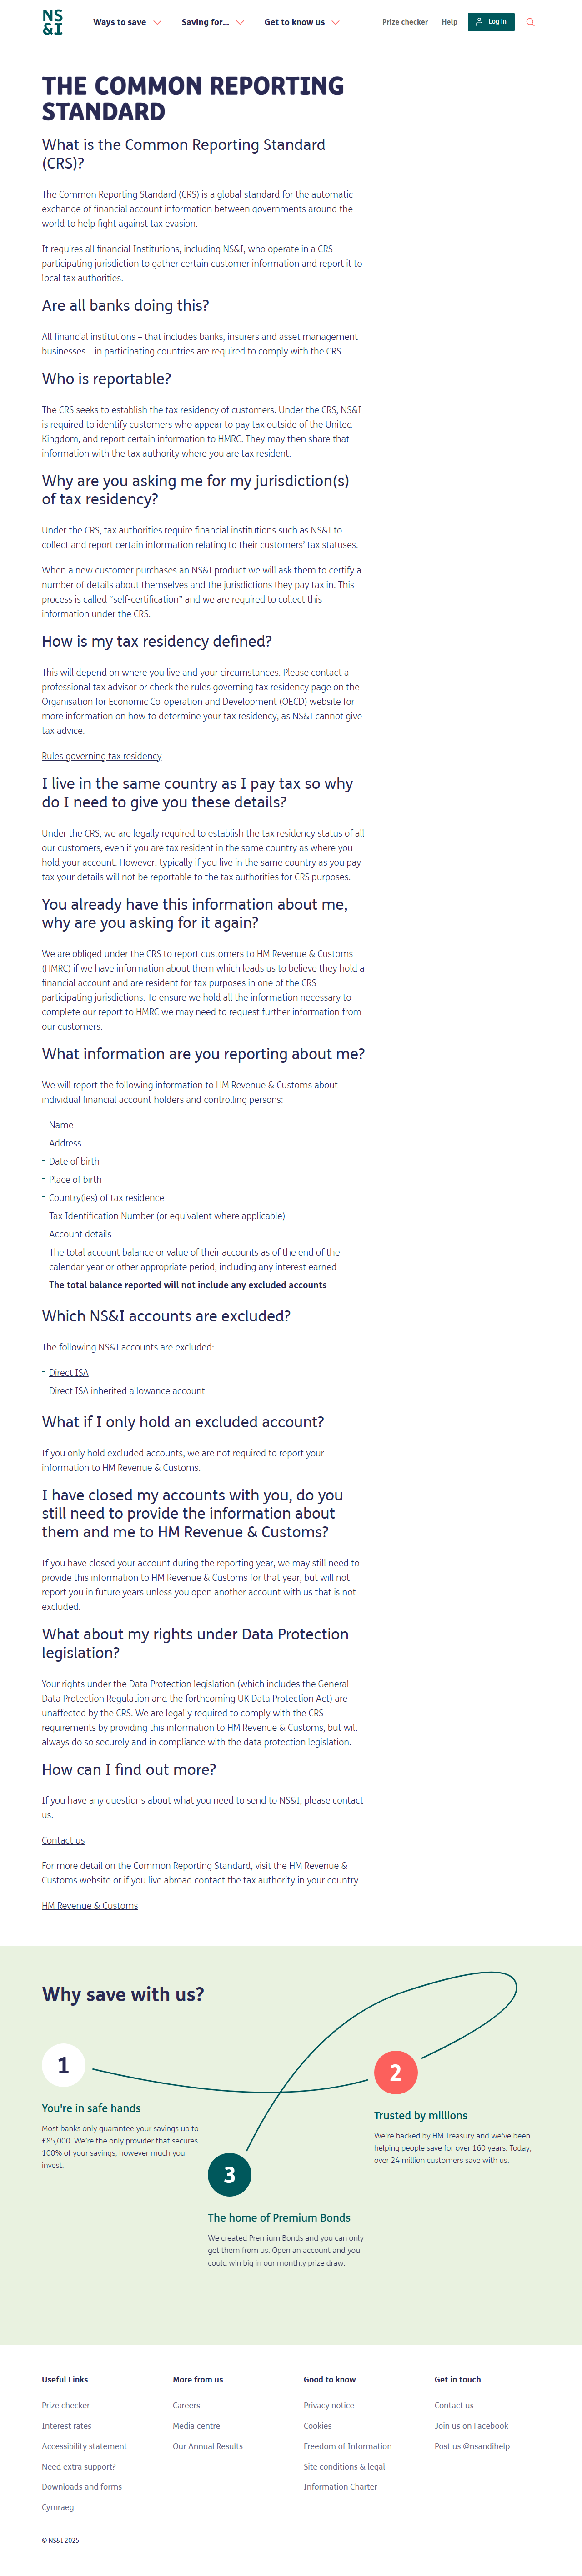 NS
&I
Ways to save
Saving for...
Get to know us
Prize checker
Help
Log in
THE COMMON REPORTING
STANDARD
What is the Common Reporting Standard
(CRS)?
The Common Reporting Standard (CRS) is a global standard for the automatic
exchange of financial account information between governments around the
world to help fight against tax evasion.
It requires all financial Institutions, including NS&I, who operate in a CRS
participating jurisdiction to gather certain customer information and report it to
local tax authorities.
Are all banks doing this?
All financial institutions – that includes banks, insurers and asset management
businesses – in participating countries are required to comply with the CRS.
Who is reportable?
The CRS seeks to establish the tax residency of customers. Under the CRS, NS&I
is required to identify customers who appear to pay tax outside of the United
Kingdom, and report certain information to HMRC. They may then share that
information with the tax authority where you are tax resident.
Why are you asking me for my jurisdiction(s)
of tax residency?
Under the CRS, tax authorities require financial institutions such as NS&I to
collect and report certain information relating to their customers' tax statuses.
When a new customer purchases an NS&I product we will ask them to certify a
number of details about themselves and the jurisdictions they pay tax in. This
process is called “self-certification” and we are required to collect this
information under the CRS.
How is my tax residency defined?
This will depend on where you live and your circumstances. Please contact a
professional tax advisor or check the rules governing tax residency page on the
Organisation for Economic Co-operation and Development (OECD) website for
more information on how to determine your tax residency, as NS&I cannot give
tax advice.
Rules governing tax residency
I live in the same country as I pay tax so why
do I need to give you these details?
Under the CRS, we are legally required to establish the tax residency status of all
our customers, even if you are tax resident in the same country as where you
hold your account. However, typically if you live in the same country as you pay
tax your details will not be reportable to the tax authorities for CRS purposes.
You already have this information about me,
why are you asking for it again?
We are obliged under the CRS to report customers to HM Revenue & Customs
(HMRC) if we have information about them which leads us to believe they hold a
financial account and are resident for tax purposes in one of the CRS
participating jurisdictions. To ensure we hold all the information necessary to
complete our report to HMRC we may need to request further information from
our customers.
What information are you reporting about me?
We will report the following information to HM Revenue & Customs about
individual financial account holders and controlling persons:
– Name
– Address
– Date of birth
– Place of birth
– Country(ies) of tax residence
– Tax Identification Number (or equivalent where applicable)
– Account details
– The total account balance or value of their accounts as of the end of the
calendar year or other appropriate period, including any interest earned
– The total balance reported will not include any excluded accounts
Which NS&I accounts are excluded?
The following NS&I accounts are excluded:
– Direct ISA
– Direct ISA inherited allowance account
What if I only hold an excluded account?
If you only hold excluded accounts, we are not required to report your
information to HM Revenue & Customs.
I have closed my accounts with you, do you
still need to provide the information about
them and me to HM Revenue & Customs?
If you have closed your account during the reporting year, we may still need to
provide this information to HM Revenue & Customs for that year, but will not
report you in future years unless you open another account with us that is not
excluded.
What about my rights under Data Protection
legislation?
Your rights under the Data Protection legislation (which includes the General
Data Protection Regulation and the forthcoming UK Data Protection Act) are
unaffected by the CRS. We are legally required to comply with the CRS
requirements by providing this information to HM Revenue & Customs, but will
always do so securely and in compliance with the data protection legislation.
How can I find out more?
If you have any questions about what you need to send to NS&I, please contact
us.
Contact us
For more detail on the Common Reporting Standard, visit the HM Revenue &
Customs website or if you live abroad contact the tax authority in your country.
HM Revenue & Customs
Why save with us?
1
You're in safe hands
Most banks only guarantee your savings up to
£85,000. We're the only provider that secures
100% of your savings, however much you
invest.
2
Trusted by millions
We're backed by HM Treasury and we've been
helping people save for over 160 years. Today,
over 24 million customers save with us.
3
The home of Premium Bonds
We created Premium Bonds and you can only
get them from us. Open an account and you
could win big in our monthly prize draw.
Useful Links
Prize checker
Interest rates
Accessibility statement
Need extra support?
Downloads and forms
Cymraeg
More from us
Careers
Media centre
Our Annual Results
Good to know
Privacy notice
Cookies
Freedom of Information
Site conditions & legal
Information Charter
Get in touch
Contact us
Join us on Facebook
Post us @nsandihelp
© NS&I 2025